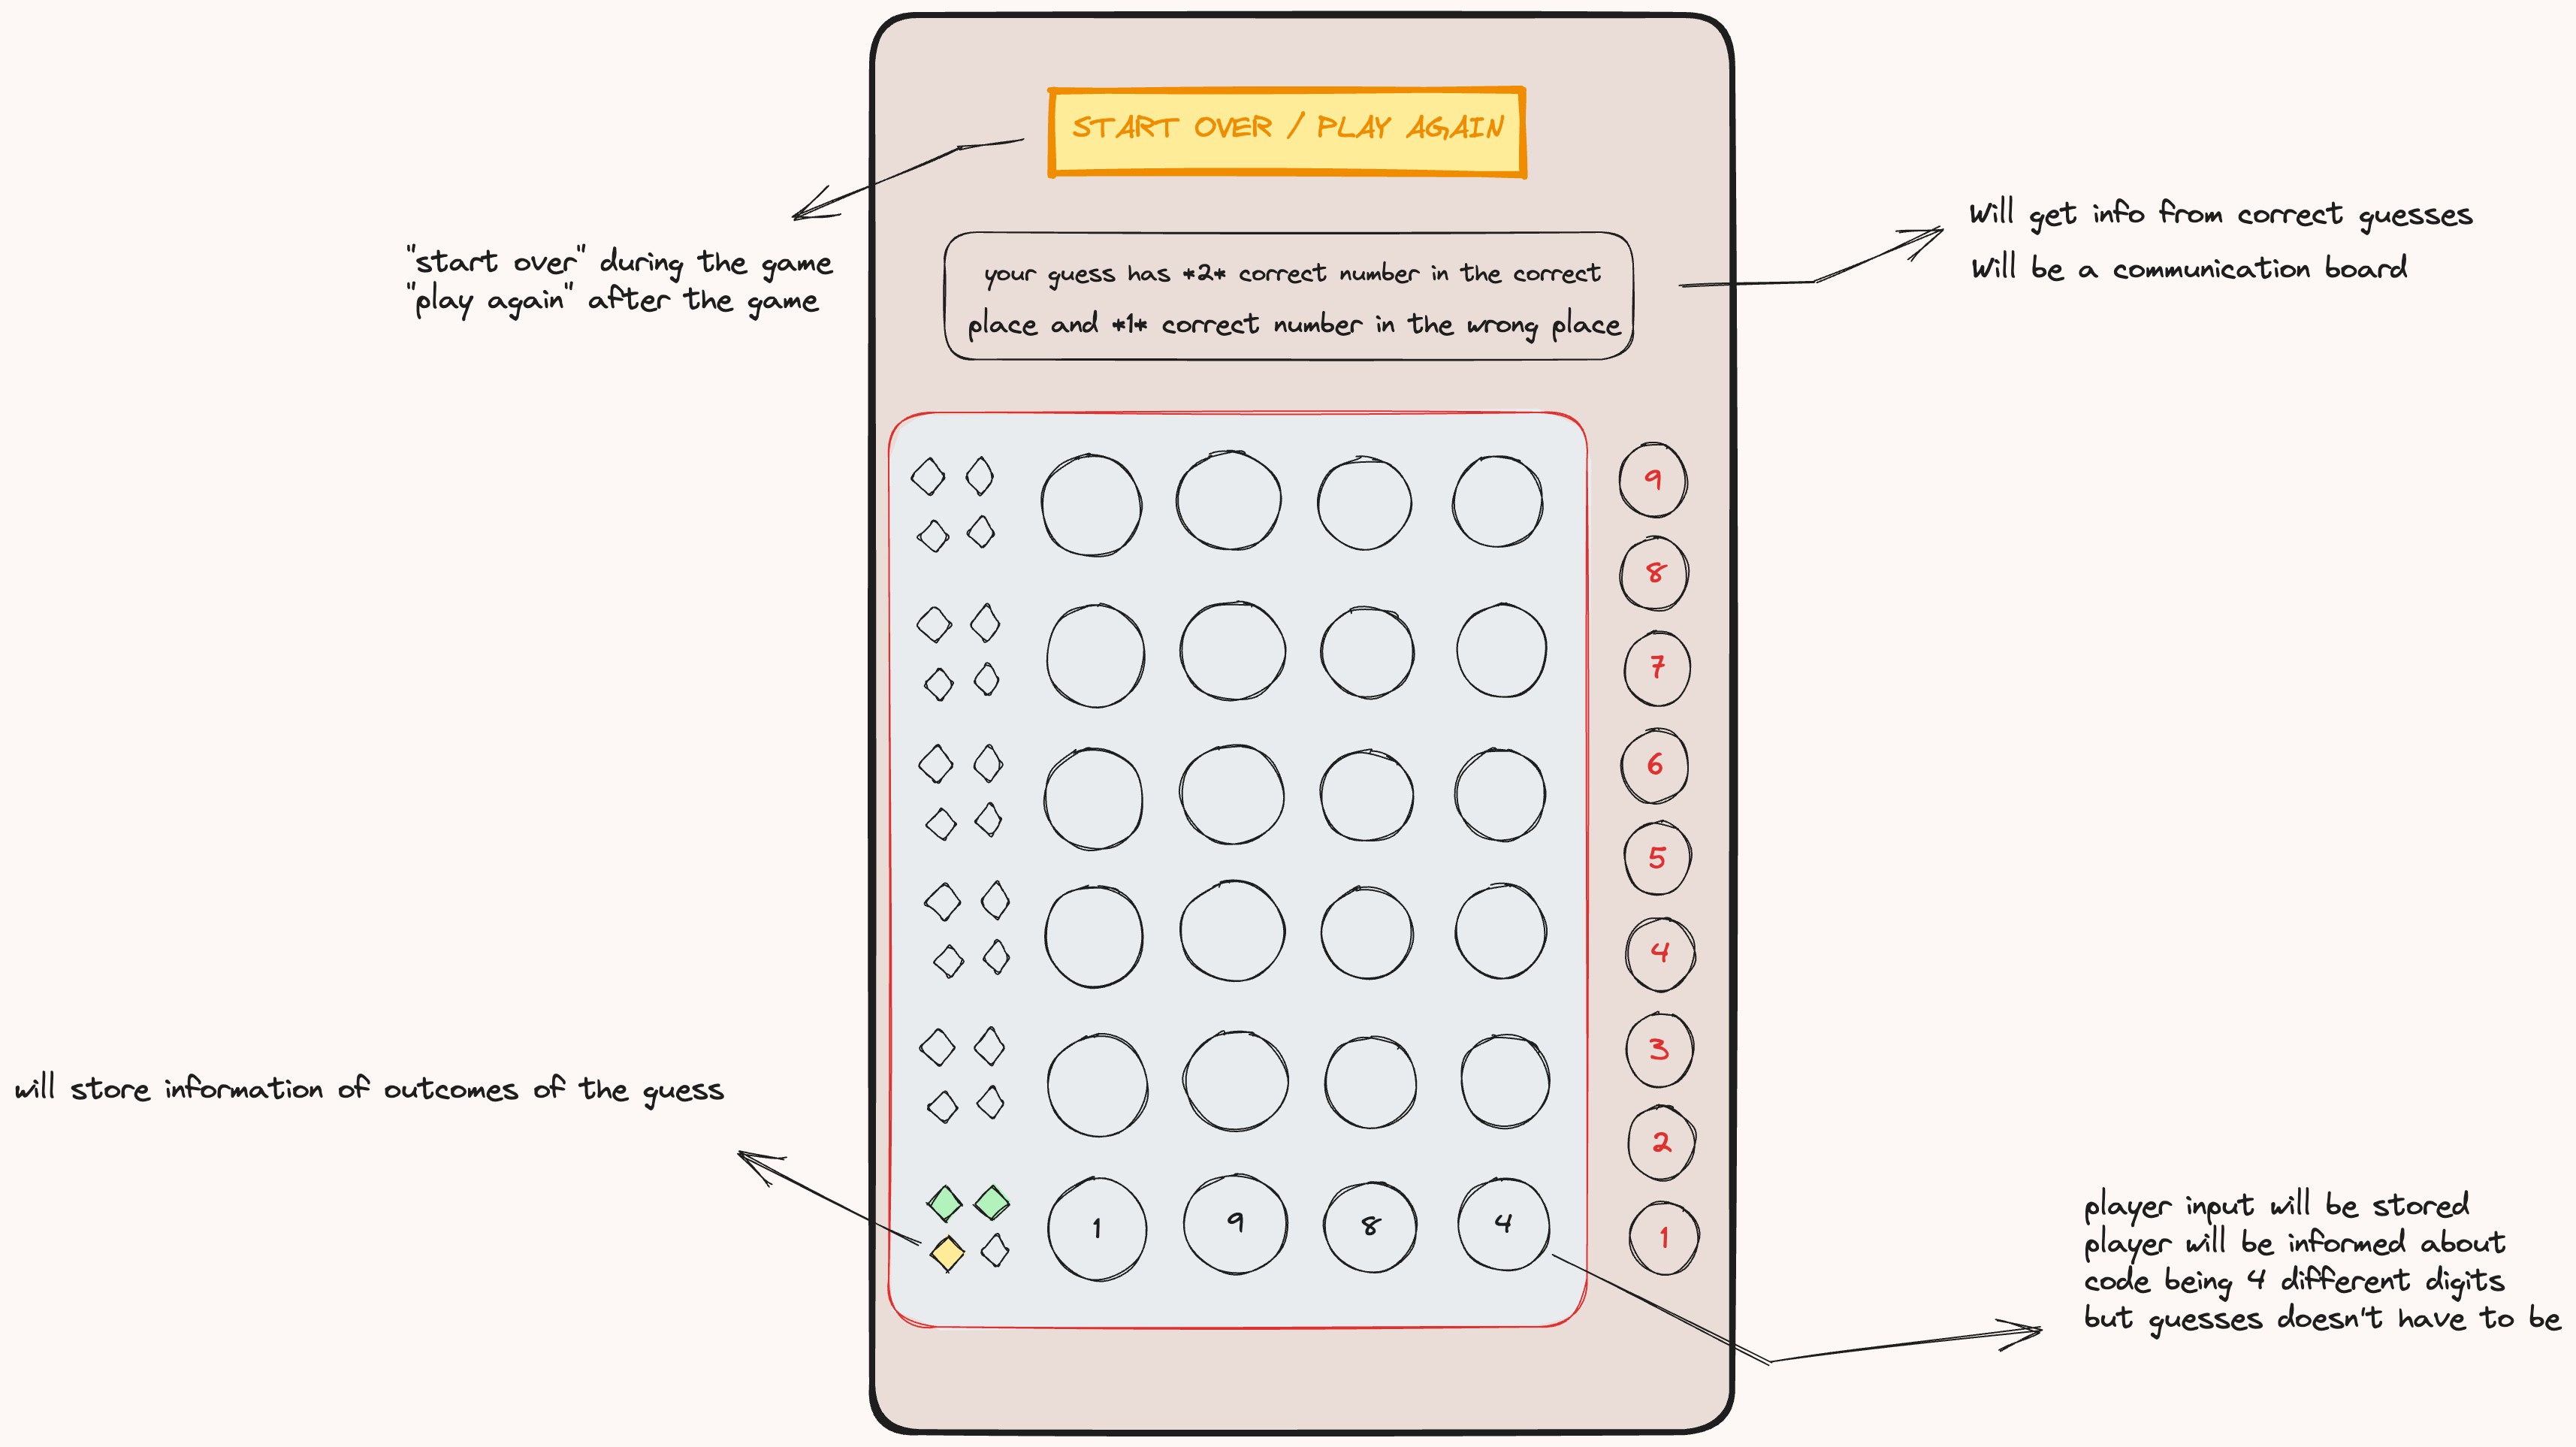 START OVER / PLAY AGAIN
"start over" during the game
"play again" after the game
your guess has *2* correct number in the correct
place and *1* correct number in the wrong place
Will get info from correct guesses
Will be a communication board
9
8
7
6
5
4
3
2
1
will store information of outcomes of the guess
1 9 8 4
player input will be stored
player will be informed about
code being 4 different digits
but guesses doesn't have to be